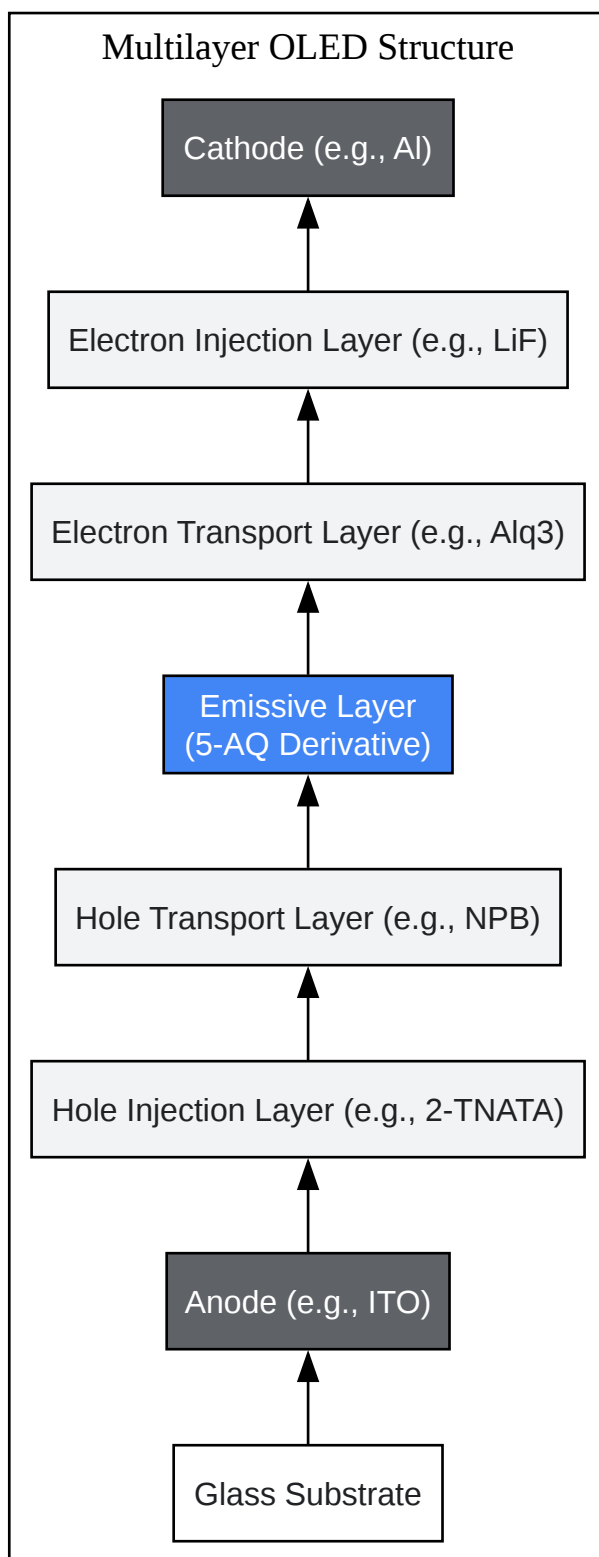 Multilayer OLED Structure
Cathode (e.g., Al)
Electron Injection Layer (e.g., LiF)
Electron Transport Layer (e.g., Alq3)
Emissive Layer
(5-AQ Derivative)
Hole Transport Layer (e.g., NPB)
Hole Injection Layer (e.g., 2-TNATA)
Anode (e.g., ITO)
Glass Substrate